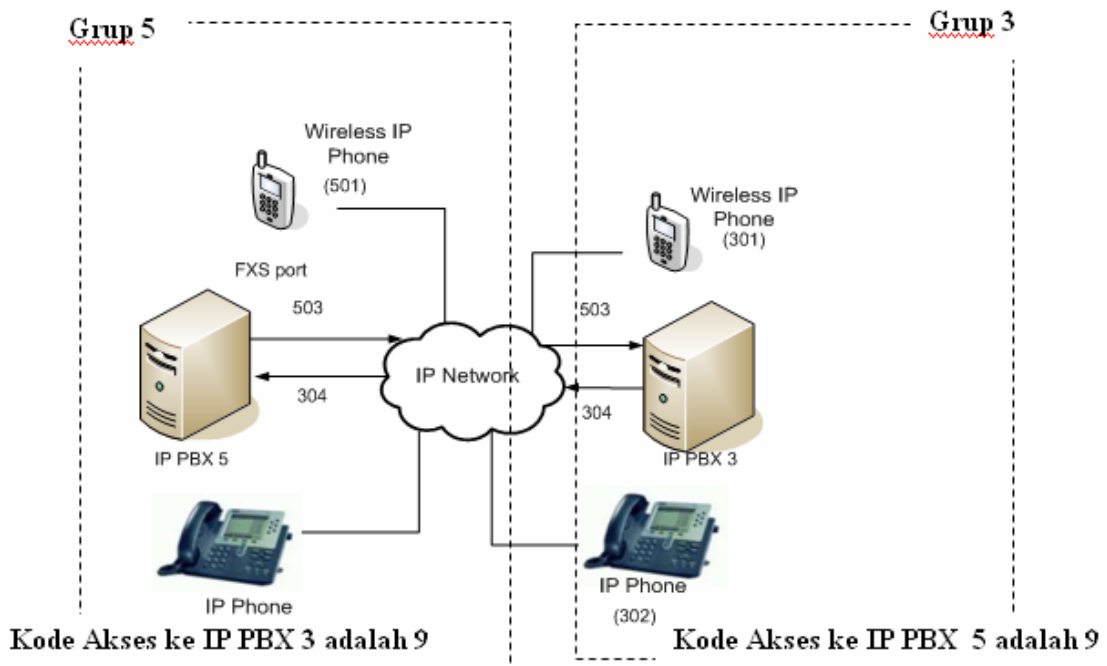 Grup 5
Grup 3
Wireless IP
Phone
(501)
Wireless IP
Phone
(301)
FXS port
503
503
IP Network
304
304
IP PBX 5
IP PBX 3
IP Phone
IP Phone
(302)
Kode Akses ke IP PBX 3 adalah 9
Kode Akses ke IP PBX 5 adalah 9